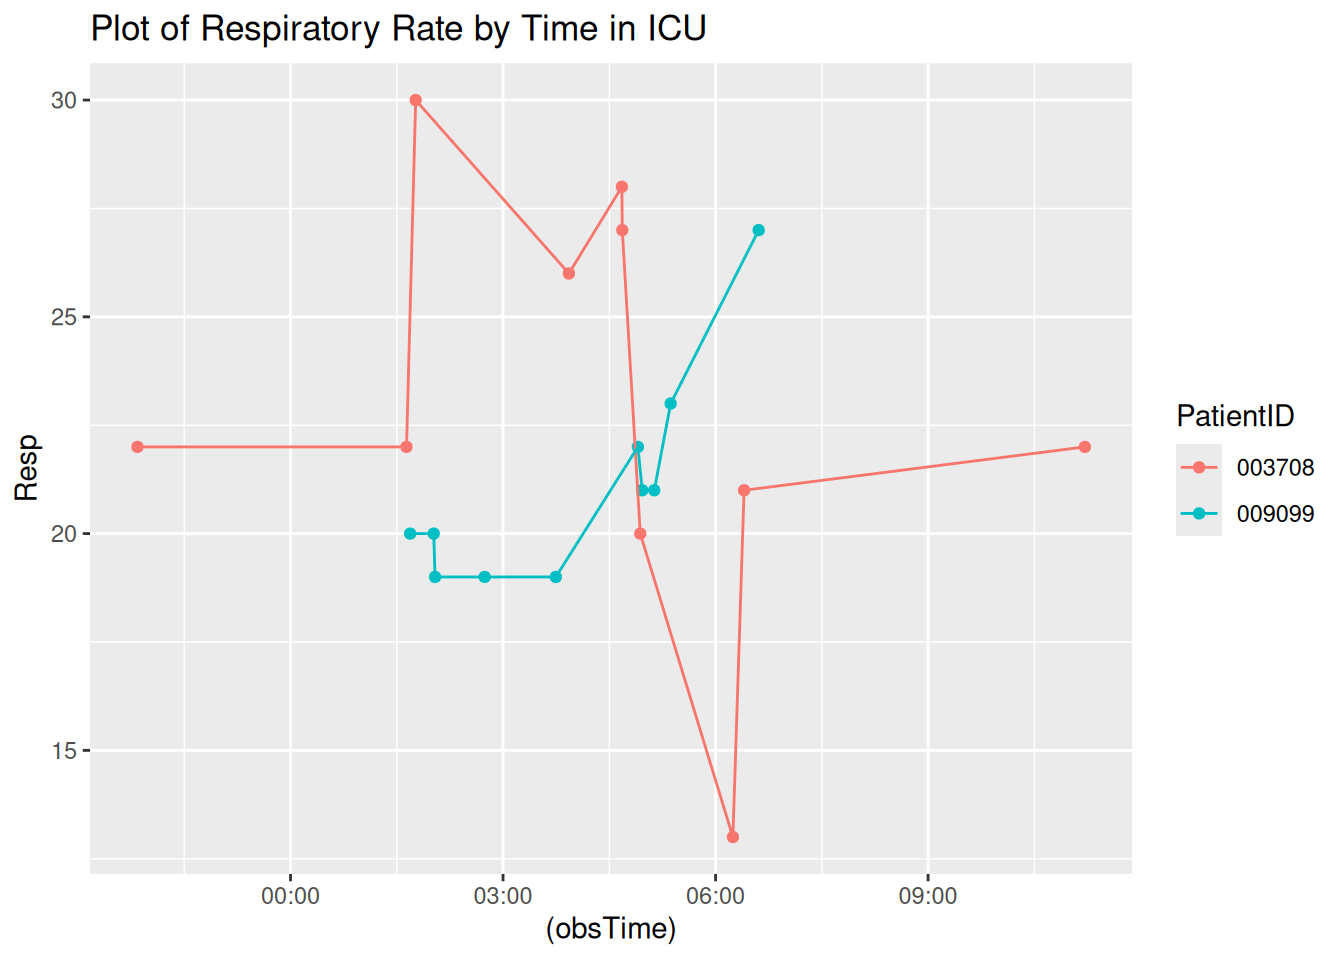 Plot of Respiratory Rate by Time in ICU
30
25
20
15
Resp
00:00 03:00 06:00 09:00
(obsTime)
PatientID
003708
009099